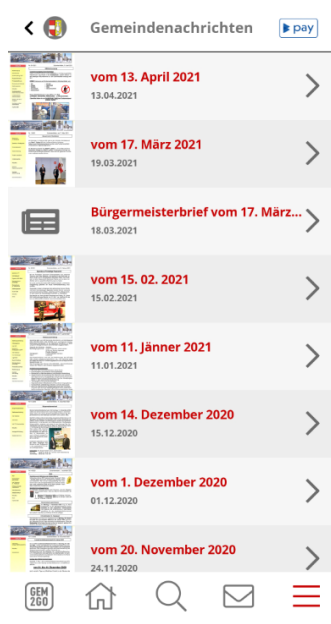 Gemeindenachrichten
pay
vom 13. April 2021
13.04.2021
vom 17. März 2021
19.03.2021
Bürgermeisterbrief vom 17. März...
18.03.2021
vom 15. 02. 2021
15.02.2021
vom 11. Jänner 2021
11.01.2021
vom 14. Dezember 2020
15.12.2020
vom 1. Dezember 2020
01.12.2020
vom 20. November 2020
24.11.2020
GEM
2GO